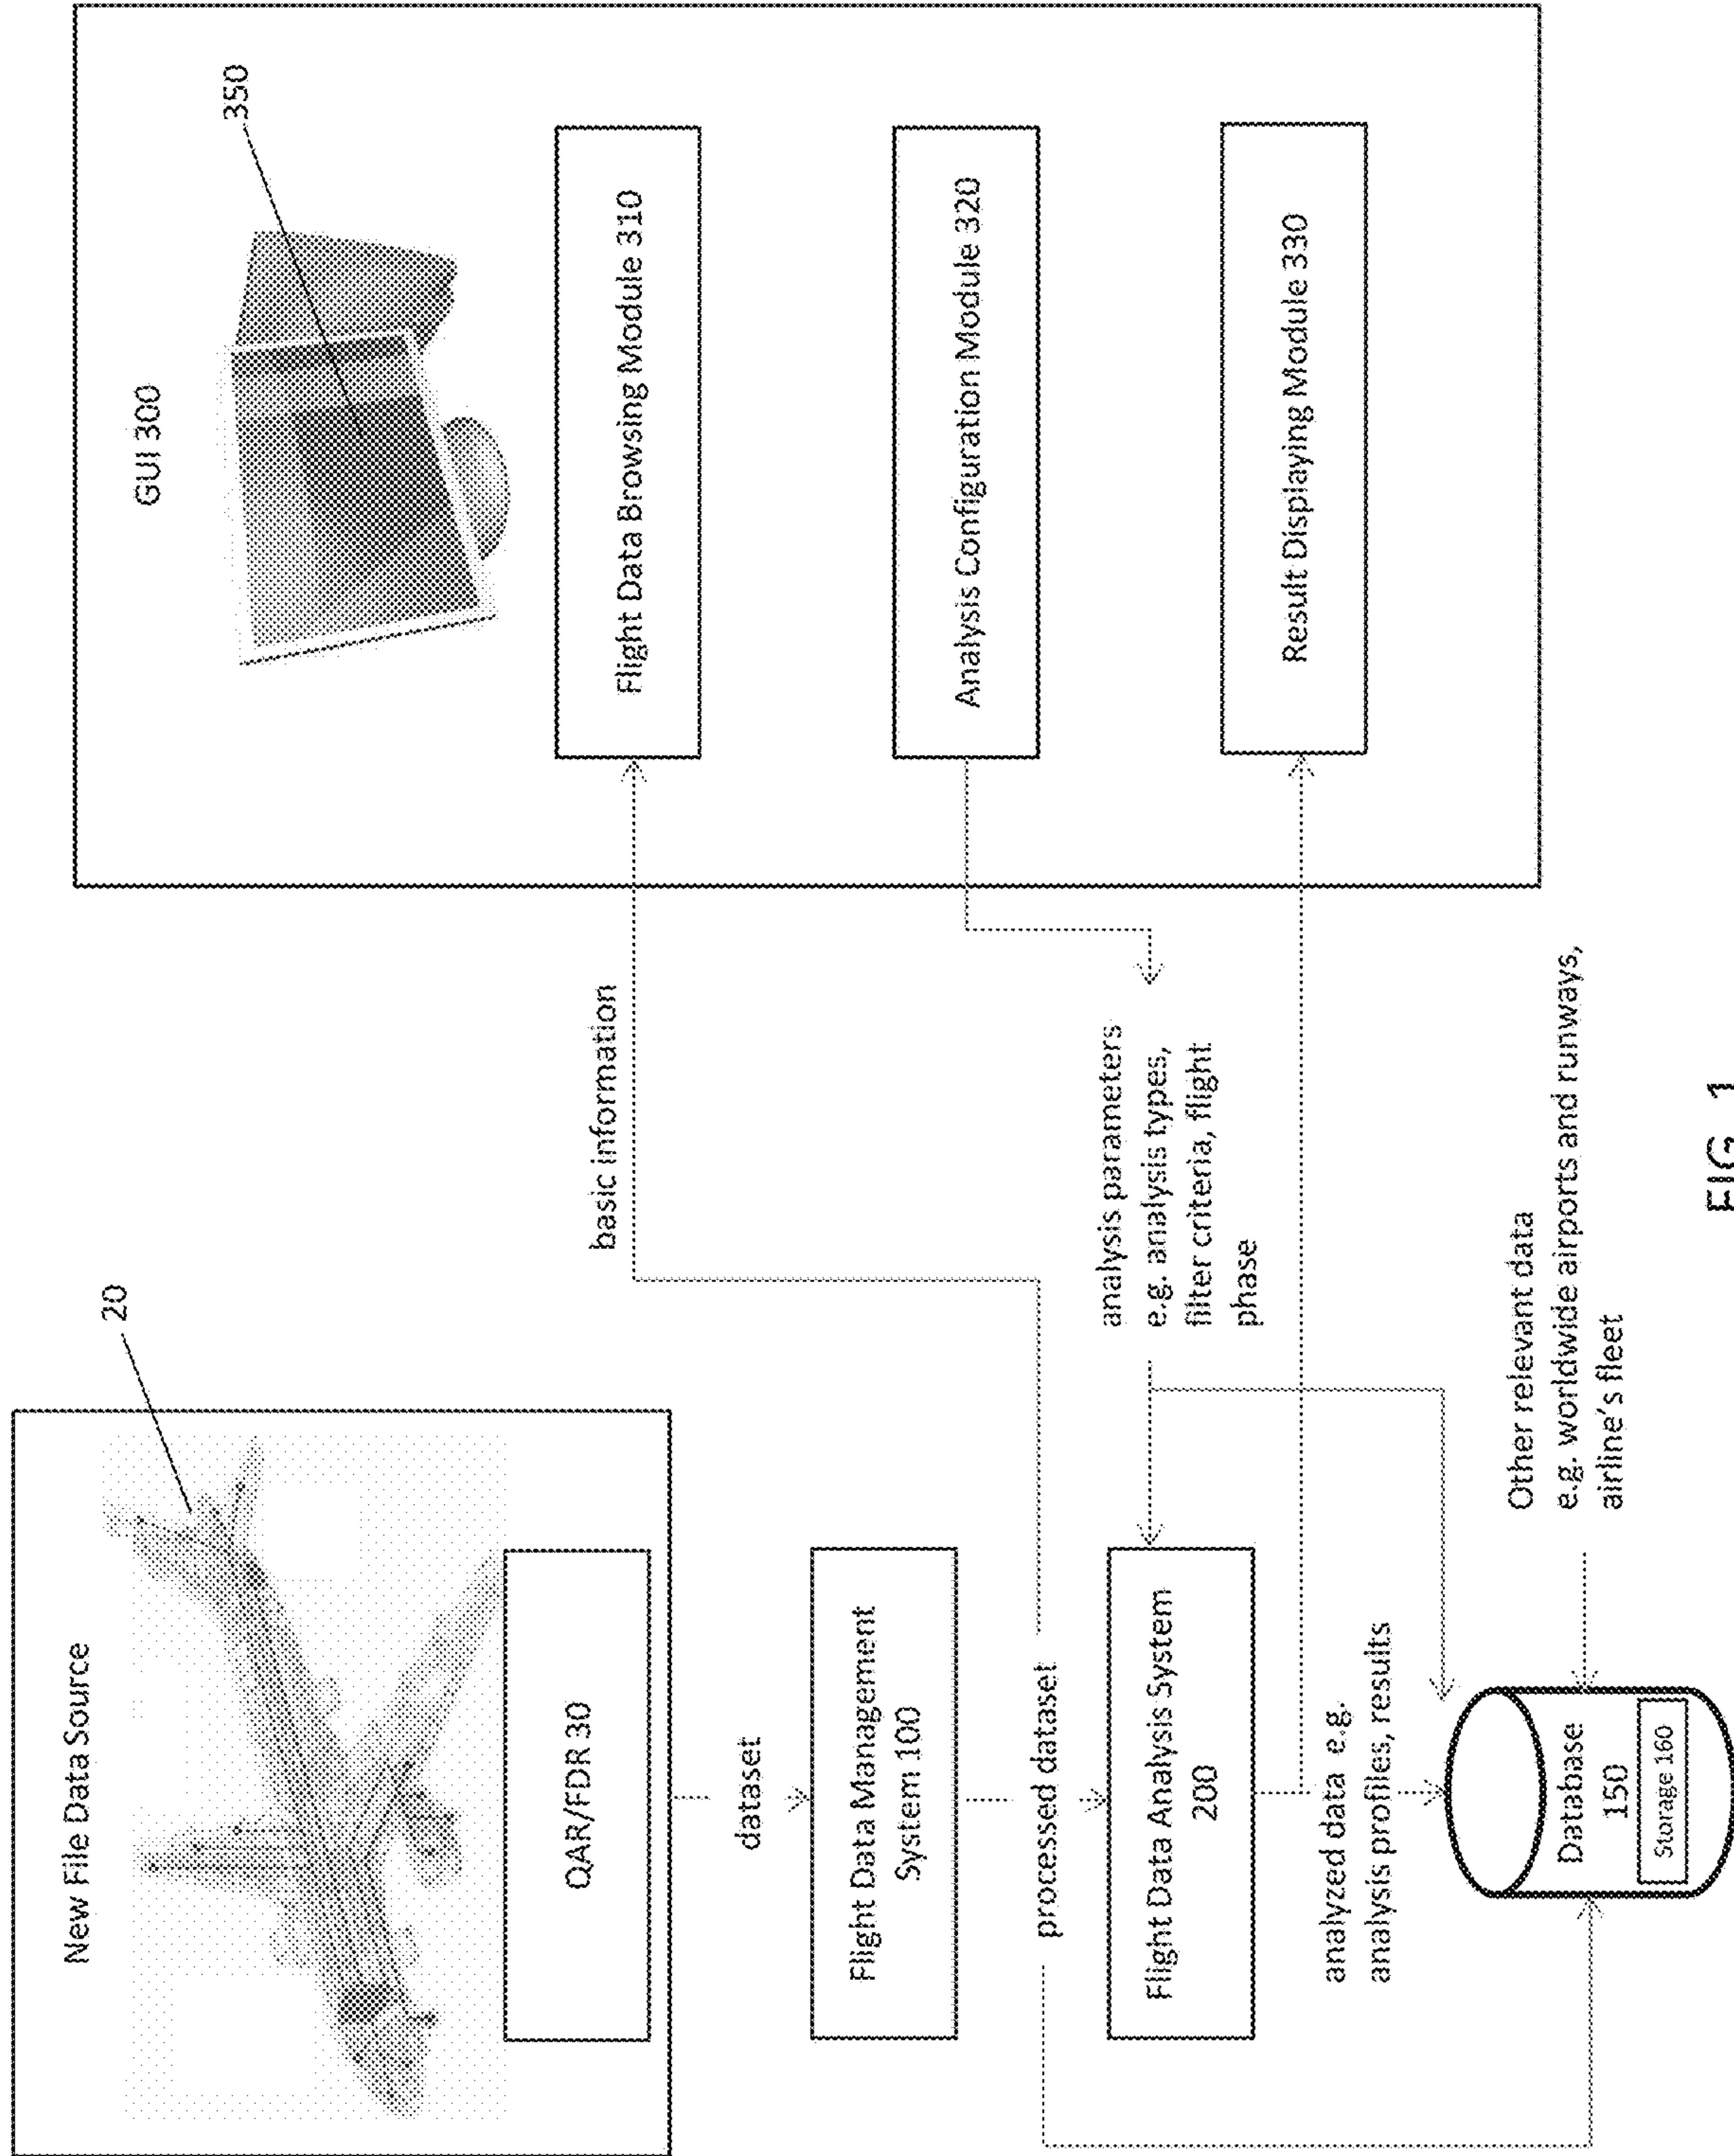 New File Data Source
20
QAR/FDR 30
dataset
Flight Data Management
System 100
processed dataset
Flight Data Analysis System
200
analyzed data e.g.
analysis profiles, results
Database
150
Storage 160
basic information
analysis parameters
e.g. analysis types,
filter criteria, flight
phase
Other relevant data
e.g. worldwide airports and runways,
airline's fleet
GUI 300
350
Flight Data Browsing Module 310
Analysis Configuration Module 320
Result Displaying Module 330
FIG. 1